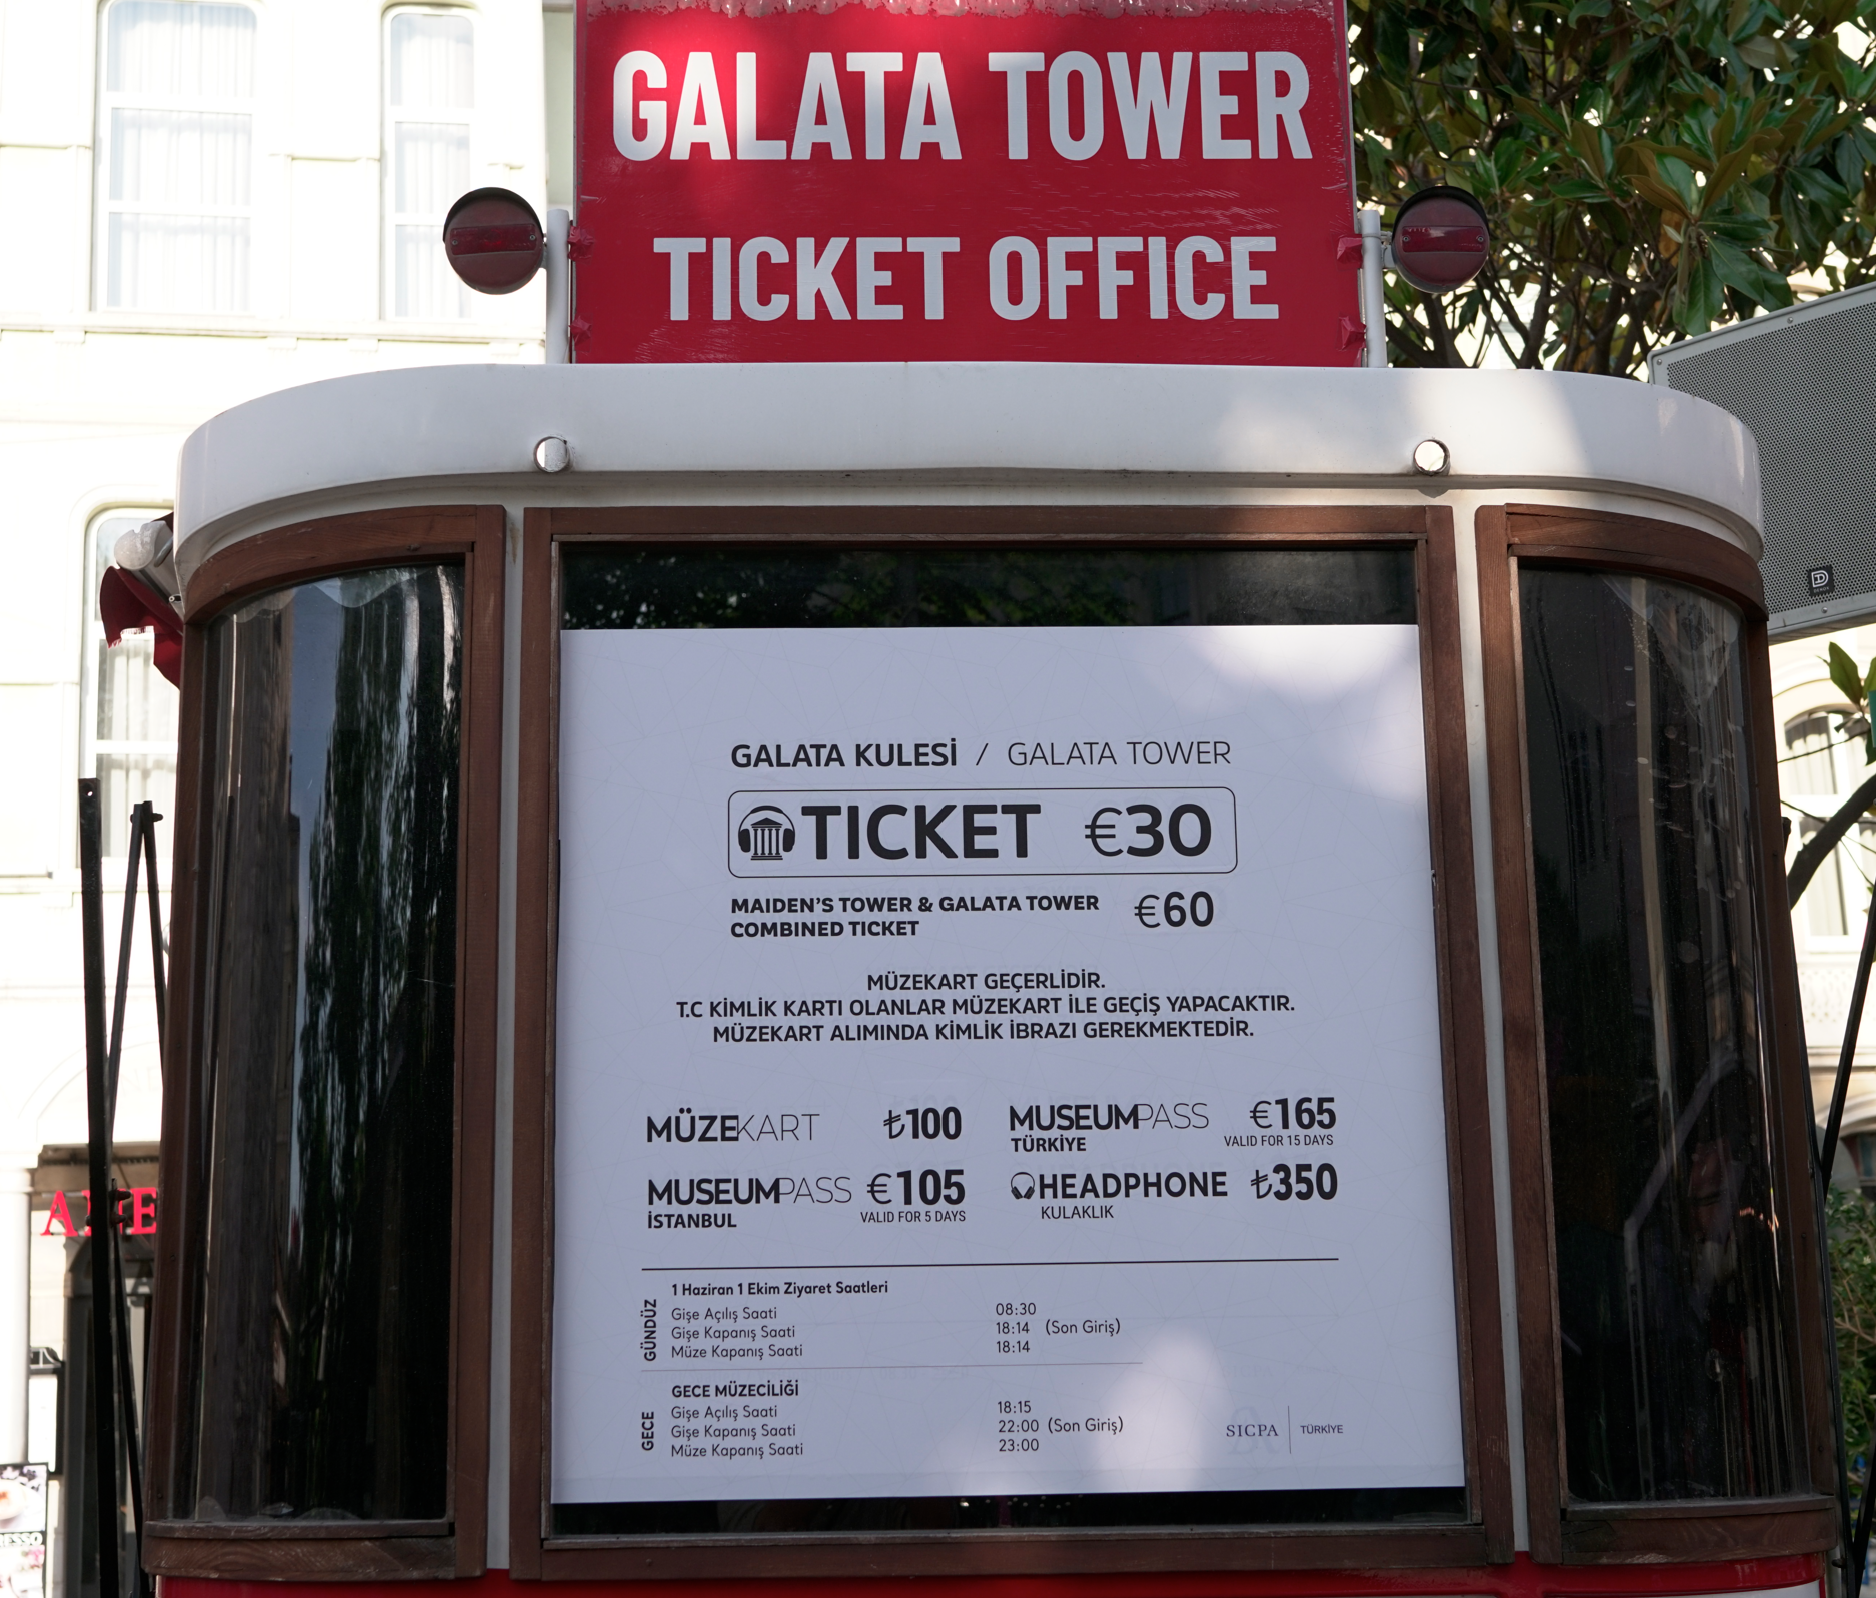 GALATA TOWER
TICKET OFFICE
GALATA KULESİ / GALATA TOWER
TICKET €30
MAIDEN'S TOWER & GALATA TOWER
COMBINED TICKET €60
MÜZEKART GEÇERLİDİR.
T.C KİMLİK KARTI OLANLAR MÜZEKART İLE GEÇİŞ YAPACAKTIR.
MÜZEKART ALIMINDA KİMLİK İBRAZI GEREKMEKTEDİR.
MÜZEKART ₺100
MUSEUMPASS €105
İSTANBUL VALID FOR 5 DAYS
MUSEUMPASS €165
TÜRKİYE VALID FOR 15 DAYS
HEADPHONE ₺350
KULAKLIK
GÜNDÜZ
1 Haziran 1 Ekim Ziyaret Saatleri
Gişe Açılış Saati 08:30
Gişe Kapanış Saati 18:14 (Son Giriş)
Müze Kapanış Saati 18:14
GECE
GECE MÜZECİLİĞİ
Gişe Açılış Saati 18:15
Gişe Kapanış Saati 22:00 (Son Giriş)
Müze Kapanış Saati 23:00
SICPA | TÜRKİYE